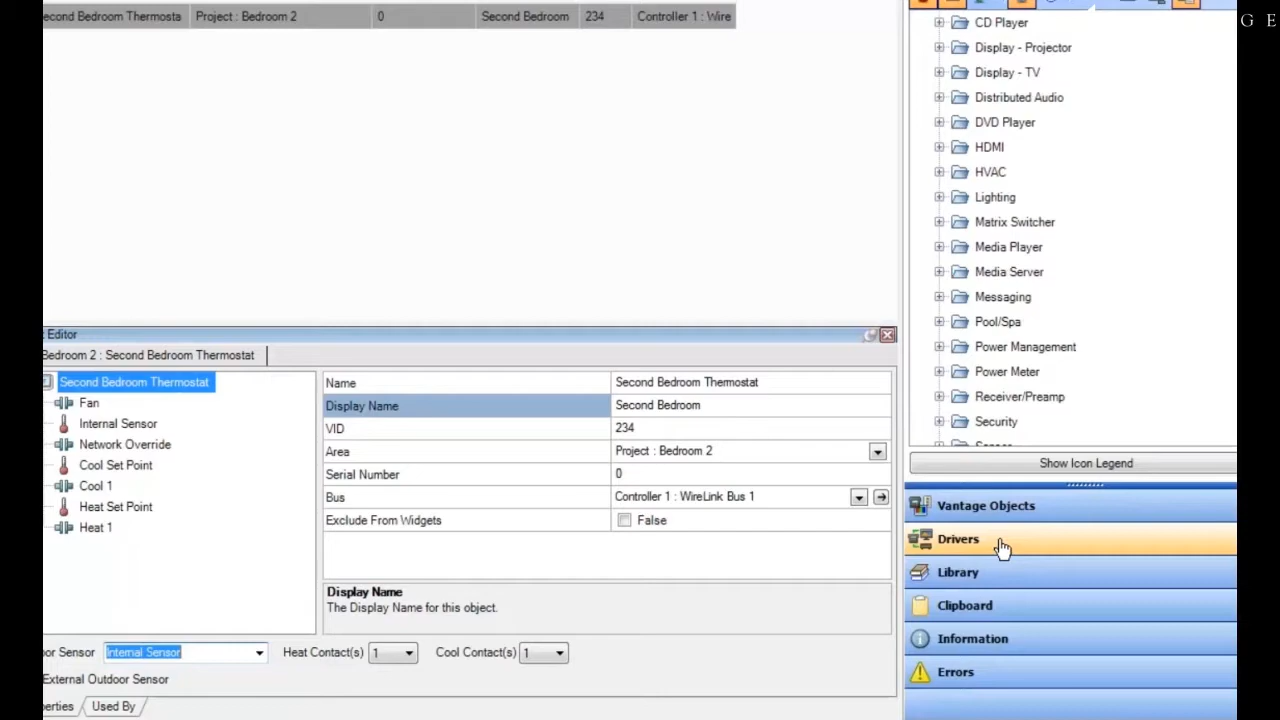 econd Bedroom Thermosta Project : Bedroom 2 0 Second Bedroom 234 Controller 1 : Wire
G E
CD Player
Display - Projector
Display - TV
Distributed Audio
DVD Player
HDMI
HVAC
Lighting
Matrix Switcher
Media Player
Media Server
Messaging
Pool/Spa
Power Management
Power Meter
Receiver/Preamp
Security
Show Icon Legend
Vantage Objects
Drivers
Library
Clipboard
Information
Errors
Editor
Bedroom 2 : Second Bedroom Thermostat
Second Bedroom Thermostat
Fan
Internal Sensor
Network Override
Cool Set Point
Cool 1
Heat Set Point
Heat 1
Name Second Bedroom Thermostat
Display Name Second Bedroom
VID 234
Area Project : Bedroom 2
Serial Number 0
Bus Controller 1 : WireLink Bus 1
Exclude From Widgets False
Display Name
The Display Name for this object.
or Sensor Internal Sensor Heat Contact(s) 1 Cool Contact(s) 1
External Outdoor Sensor
erties Used By